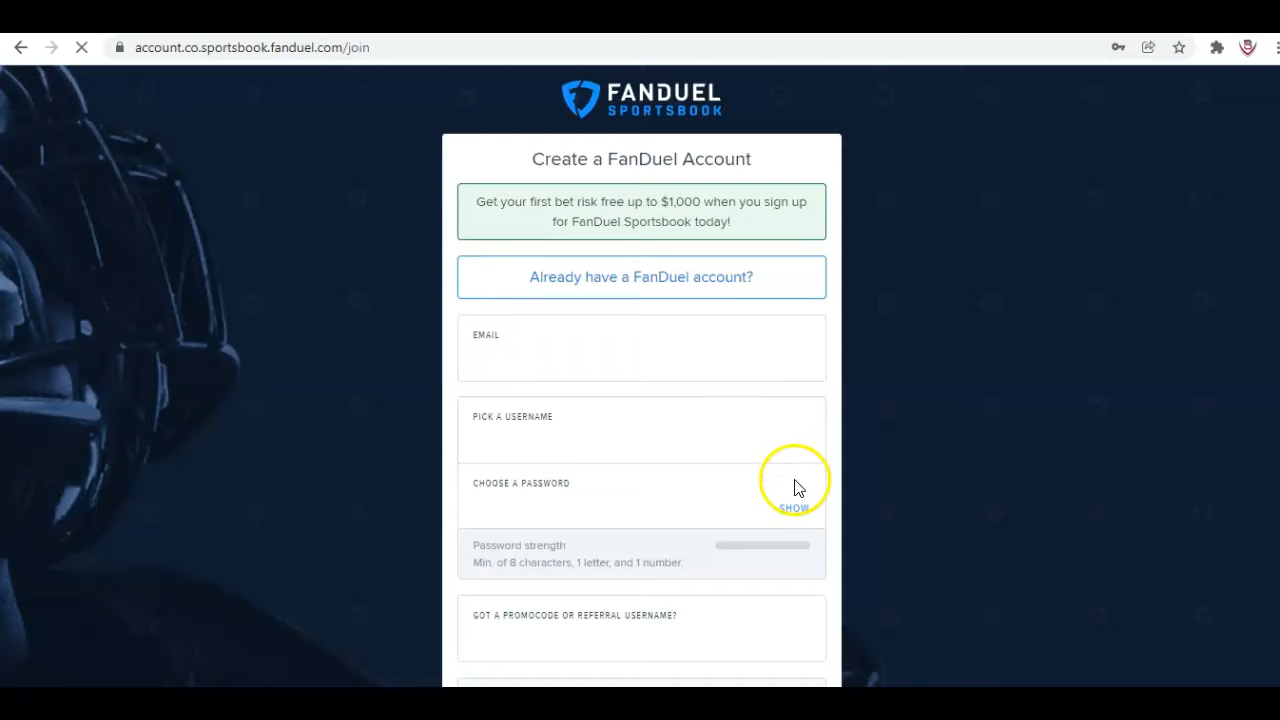 account.co.sportsbook.fanduel.com/join
FANDUEL
SPORTSBOOK
Create a FanDuel Account
Get your first bet risk free up to $1,000 when you sign up
for FanDuel Sportsbook today!
Already have a FanDuel account?
EMAIL
PICK A USERNAME
CHOOSE A PASSWORD
SHOW
Password strength
Min. of 8 characters, 1 letter, and 1 number.
GOT A PROMOCODE OR REFERRAL USERNAME?